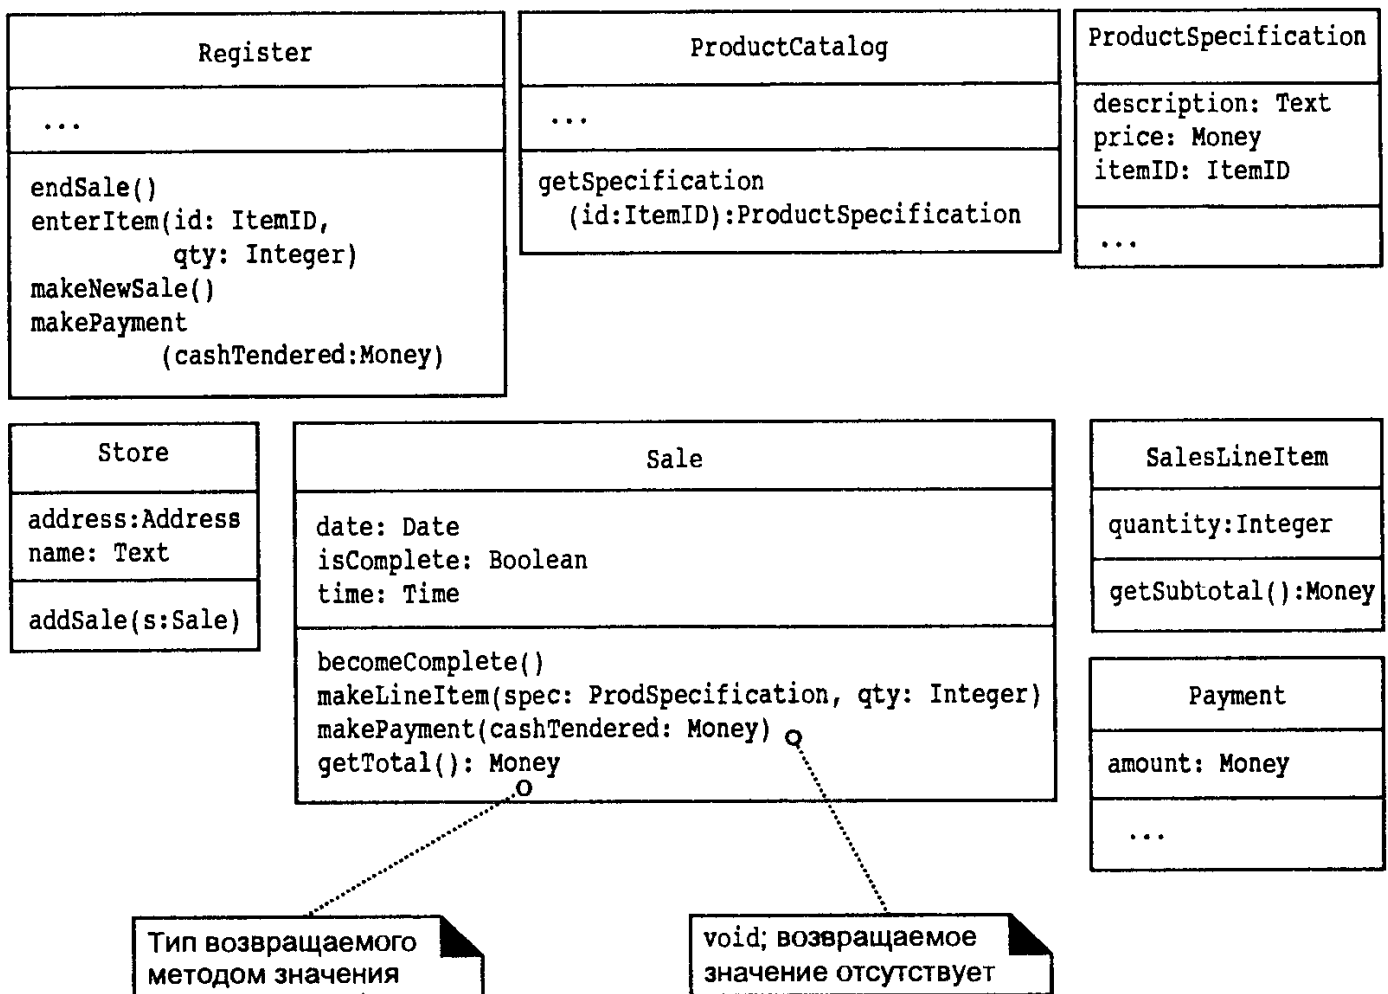 Register
...
endSale()
enterItem(id: ItemID,
qty: Integer)
makeNewSale()
makePayment
(cashTendered:Money)
ProductCatalog
...
getSpecification
(id:ItemID):ProductSpecification
ProductSpecification
description: Text
price: Money
itemID: ItemID
...
Store
address:Address
name: Text
addSale(s:Sale)
Sale
date: Date
isComplete: Boolean
time: Time
becomeComplete()
makeLineItem(spec: ProdSpecification, qty: Integer)
makePayment(cashTendered: Money)
getTotal(): Money
SalesLineItem
quantity:Integer
getSubtotal():Money
Payment
amount: Money
...
Тип возвращаемого
методом значения
void; возвращаемое
значение отсутствует